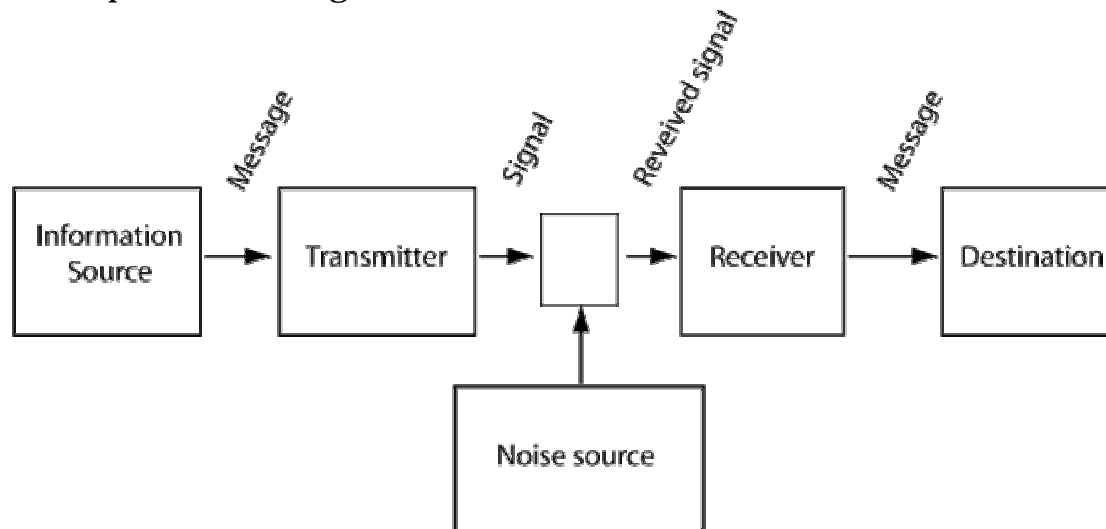 Message
Signal
Reveived signal
Message
Information
Source
Transmitter
Receiver
Destination
Noise source